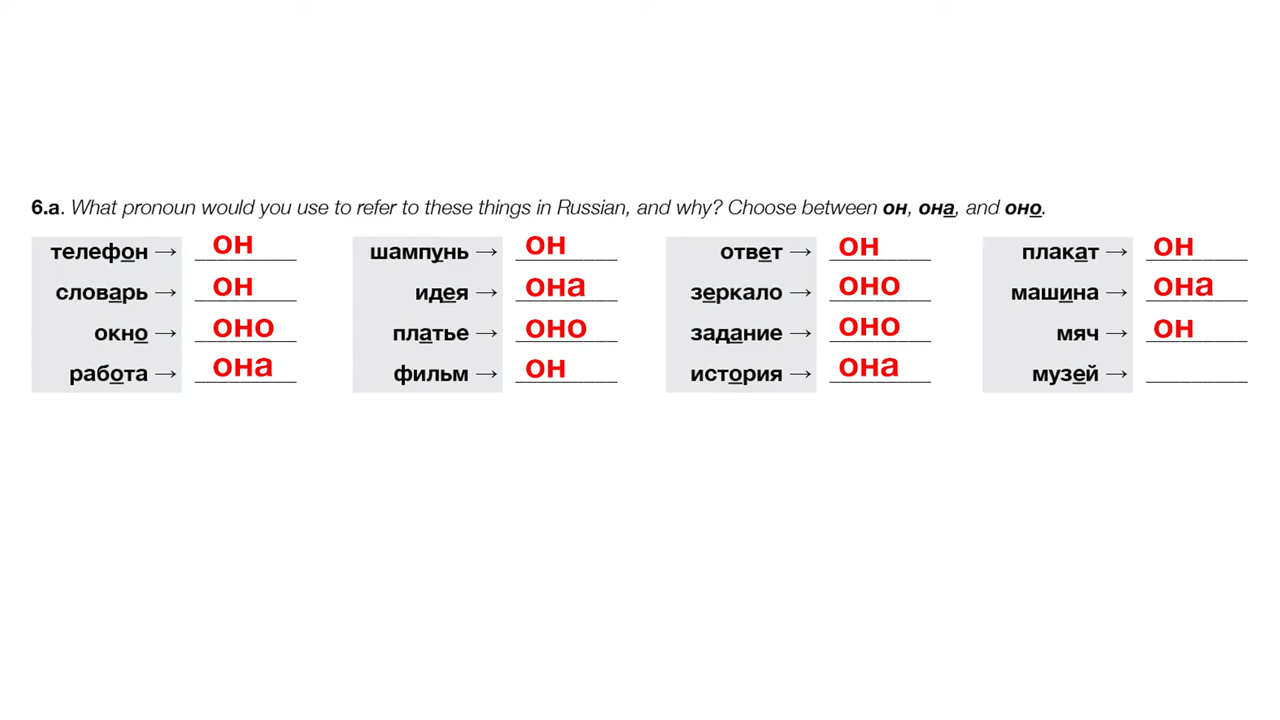 6.a. What pronoun would you use to refer to these things in Russian, and why? Choose between он, она, and оно.
телефон → он
словарь → он
окно → оно
работа → она
шампунь → он
идея → она
платье → оно
фильм → он
ответ → он
зеркало → оно
задание → оно
история → она
плакат → он
машина → она
мяч → он
музей →